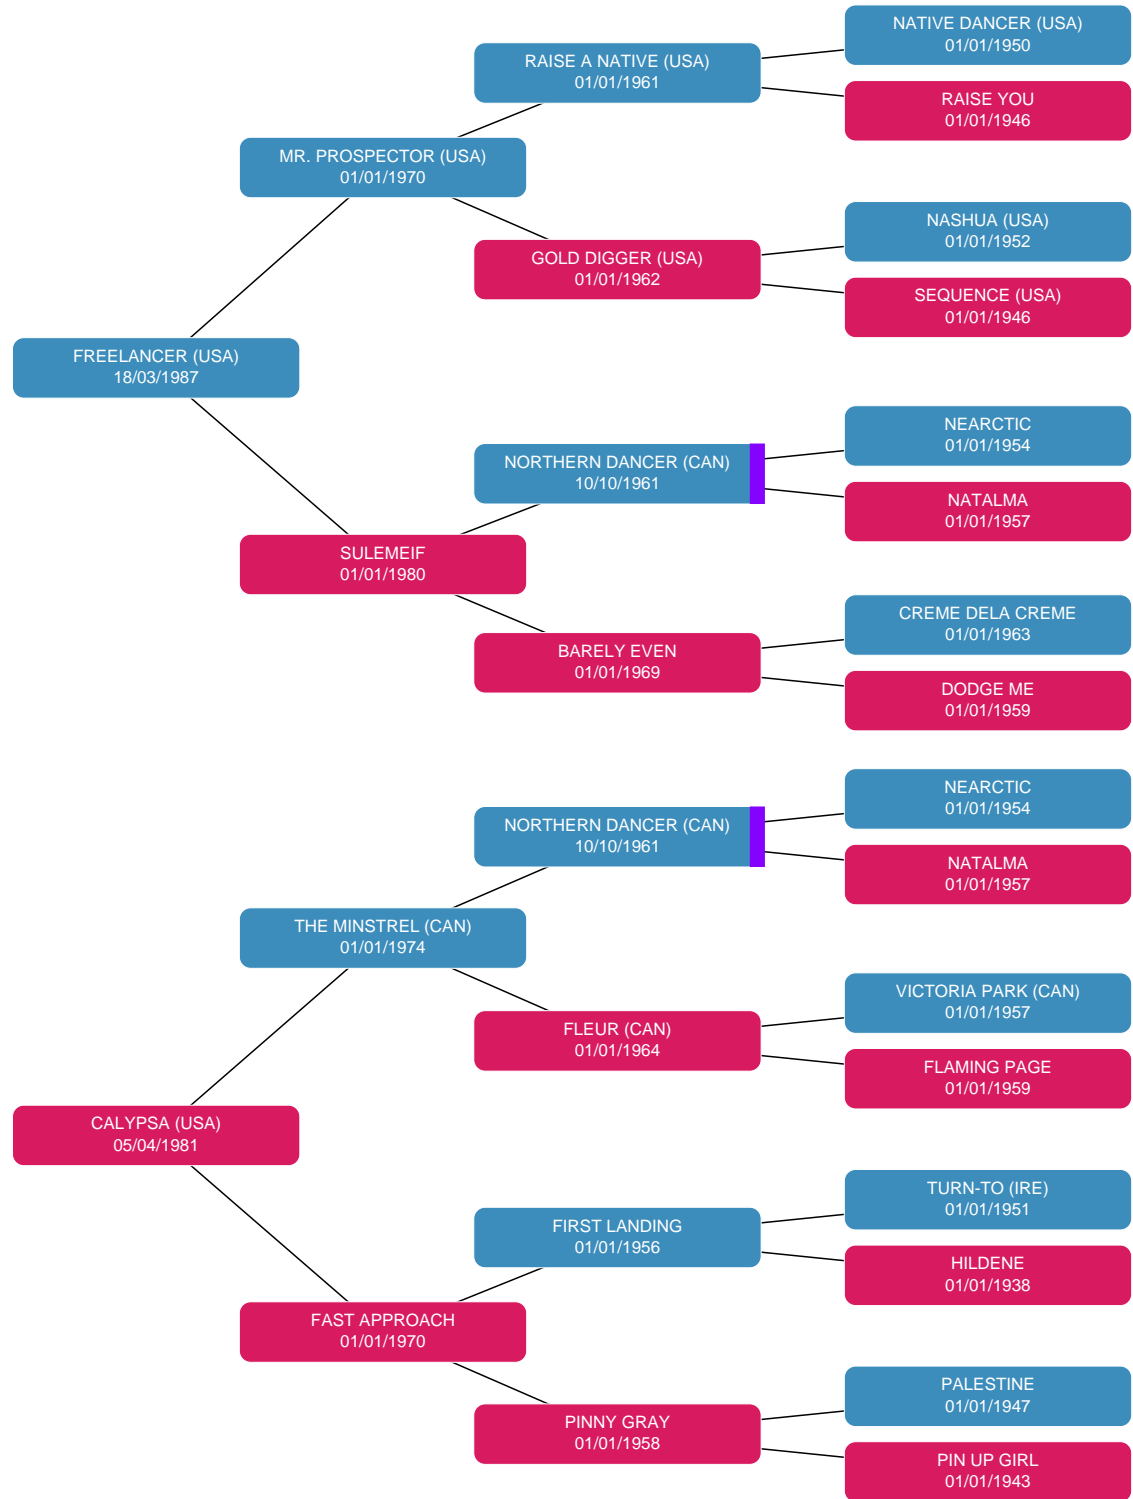 NATIVE DANCER (USA)
01/01/1950
RAISE A NATIVE (USA)
01/01/1961
RAISE YOU
01/01/1946
MR. PROSPECTOR (USA)
01/01/1970
NASHUA (USA)
01/01/1952
GOLD DIGGER (USA)
01/01/1962
SEQUENCE (USA)
01/01/1946
FREELANCER (USA)
18/03/1987
NEARCTIC
01/01/1954
NORTHERN DANCER (CAN)
10/10/1961
NATALMA
01/01/1957
SULEMEIF
01/01/1980
CREME DELA CREME
01/01/1963
BARELY EVEN
01/01/1969
DODGE ME
01/01/1959
NEARCTIC
01/01/1954
NORTHERN DANCER (CAN)
10/10/1961
NATALMA
01/01/1957
THE MINSTREL (CAN)
01/01/1974
VICTORIA PARK (CAN)
01/01/1957
FLEUR (CAN)
01/01/1964
FLAMING PAGE
01/01/1959
CALYPSA (USA)
05/04/1981
TURN-TO (IRE)
01/01/1951
FIRST LANDING
01/01/1956
HILDENE
01/01/1938
FAST APPROACH
01/01/1970
PALESTINE
01/01/1947
PINNY GRAY
01/01/1958
PIN UP GIRL
01/01/1943